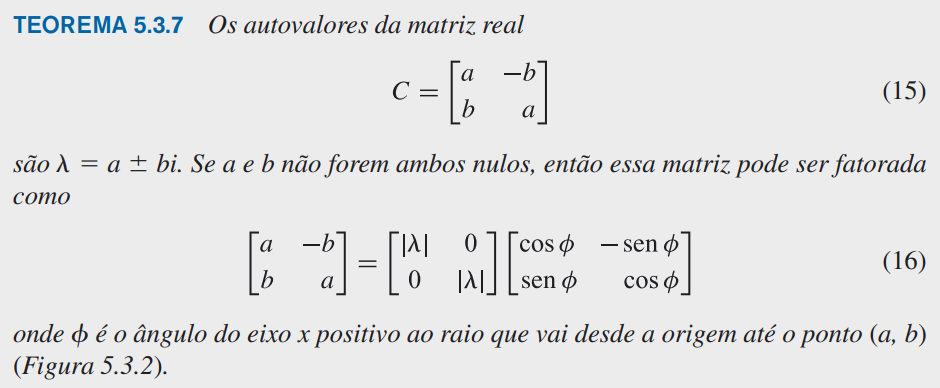 TEOREMA 5.3.7 Os autovalores da matriz real
C = [a −b; b a] (15)
são λ = a ± bi. Se a e b não forem ambos nulos, então essa matriz pode ser fatorada
como
[a −b; b a] = [|λ| 0; 0 |λ|] [cos ϕ − sen ϕ; sen ϕ cos ϕ] (16)
onde ϕ é o ângulo do eixo x positivo ao raio que vai desde a origem até o ponto (a, b)
(Figura 5.3.2).